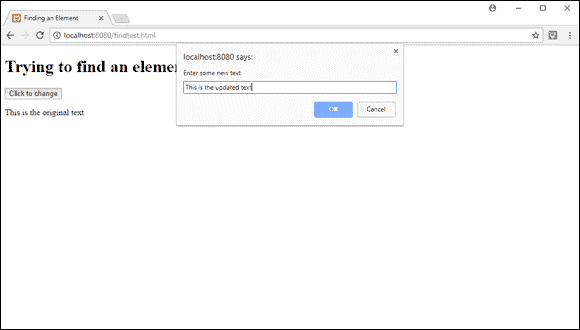 Finding an Element
localhost:8080/findtest.html
localhost:8080 says:
Enter some new text
This is the updated text
OK
Cancel
Trying to find an elemen
Click to change
This is the original text